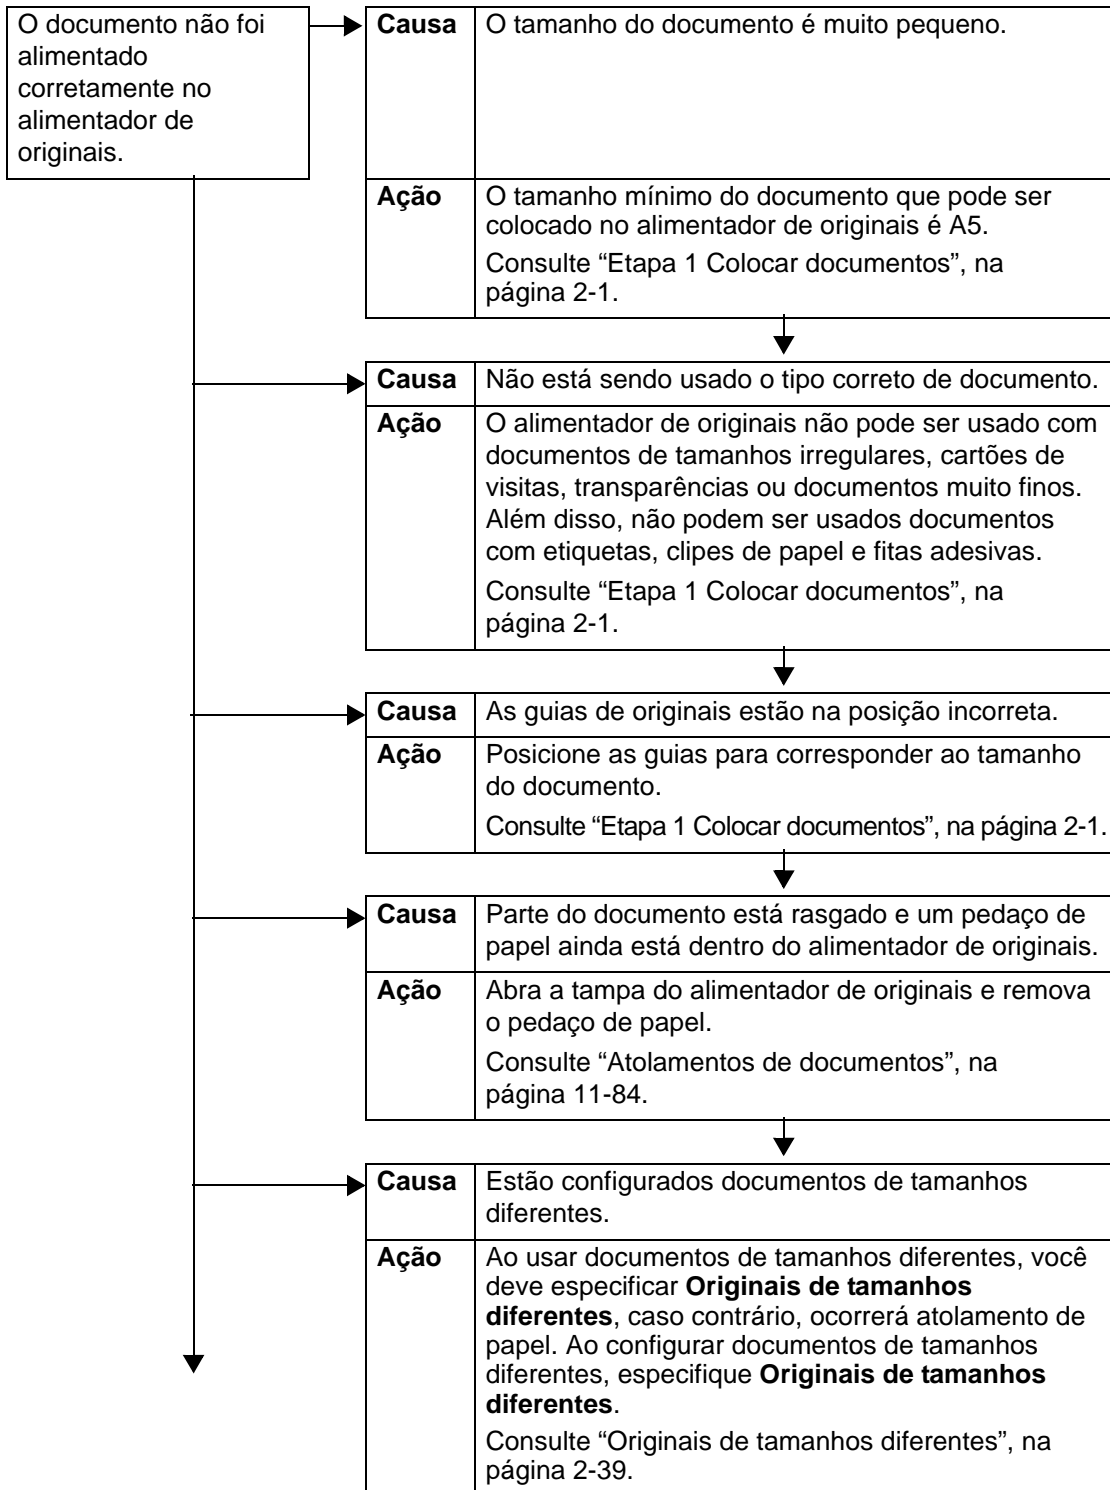 O documento não foi
alimentado
corretamente no
alimentador de
originais.
Causa O tamanho do documento é muito pequeno.
Ação O tamanho mínimo do documento que pode ser
colocado no alimentador de originais é A5.
Consulte “Etapa 1 Colocar documentos”, na
página 2-1.
Causa Não está sendo usado o tipo correto de documento.
Ação O alimentador de originais não pode ser usado com
documentos de tamanhos irregulares, cartões de
visitas, transparências ou documentos muito finos.
Além disso, não podem ser usados documentos
com etiquetas, clipes de papel e fitas adesivas.
Consulte “Etapa 1 Colocar documentos”, na
página 2-1.
Causa As guias de originais estão na posição incorreta.
Ação Posicione as guias para corresponder ao tamanho
do documento.
Consulte “Etapa 1 Colocar documentos”, na página 2-1.
Causa Parte do documento está rasgado e um pedaço de
papel ainda está dentro do alimentador de originais.
Ação Abra a tampa do alimentador de originais e remova
o pedaço de papel.
Consulte “Atolamentos de documentos”, na
página 11-84.
Causa Estão configurados documentos de tamanhos
diferentes.
Ação Ao usar documentos de tamanhos diferentes, você
deve especificar Originais de tamanhos
diferentes, caso contrário, ocorrerá atolamento de
papel. Ao configurar documentos de tamanhos
diferentes, especifique Originais de tamanhos
diferentes.
Consulte “Originais de tamanhos diferentes”, na
página 2-39.